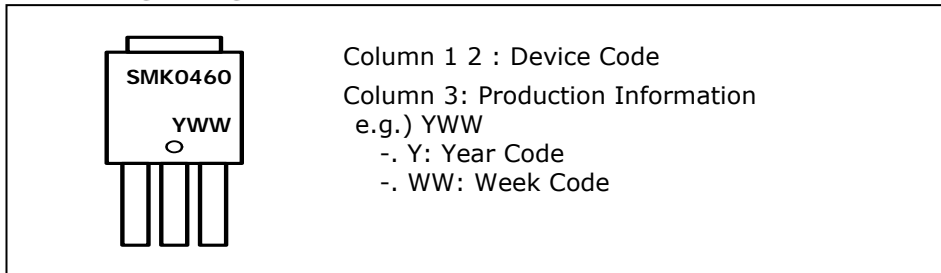 SMK0460
YWW
Column 1 2 : Device Code
Column 3: Production Information
e.g.) YWW
-. Y: Year Code
-. WW: Week Code